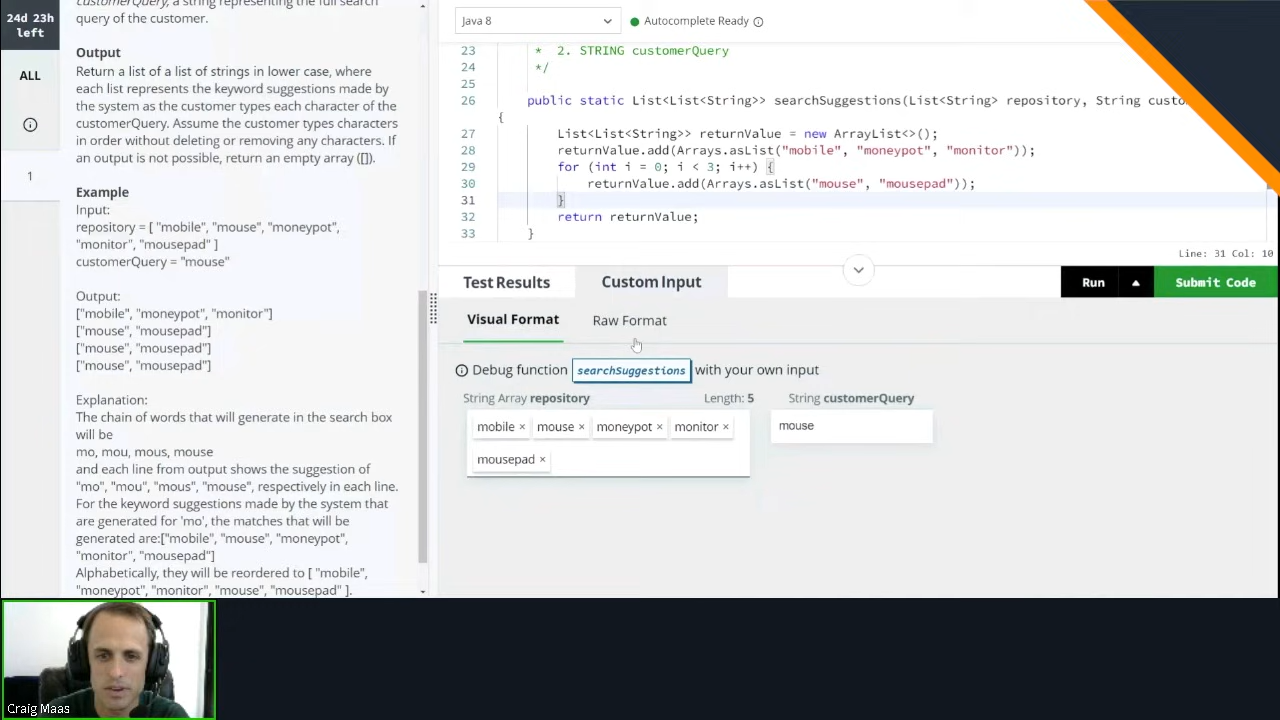 24d 23h
left
ALL
1
customerQuery, a string representing the full search
query of the customer.
Output
Return a list of a list of strings in lower case, where
each list represents the keyword suggestions made by
the system as the customer types each character of the
customerQuery. Assume the customer types characters
in order without deleting or removing any characters. If
an output is not possible, return an empty array ([]).
Example
Input:
repository = [ "mobile", "mouse", "moneypot",
"monitor", "mousepad" ]
customerQuery = "mouse"
Output:
["mobile", "moneypot", "monitor"]
["mouse", "mousepad"]
["mouse", "mousepad"]
["mouse", "mousepad"]
Explanation:
The chain of words that will generate in the search box
will be
mo, mou, mous, mouse
and each line from output shows the suggestion of
"mo", "mou", "mous", "mouse", respectively in each line.
For the keyword suggestions made by the system that
are generated for 'mo', the matches that will be
generated are:["mobile", "mouse", "moneypot",
"monitor", "mousepad"]
Alphabetically, they will be reordered to [ "mobile",
"moneypot", "monitor", "mouse", "mousepad" ].
Java 8
Autocomplete Ready
23 * 2. STRING customerQuery
24 */
25
26 public static List<List<String>> searchSuggestions(List<String> repository, String custo
{
27 List<List<String>> returnValue = new ArrayList<>();
28 returnValue.add(Arrays.asList("mobile", "moneypot", "monitor"));
29 for (int i = 0; i < 3; i++) {
30 returnValue.add(Arrays.asList("mouse", "mousepad"));
31 }
32 return returnValue;
33 }
Line: 31 Col: 10
Test Results
Custom Input
Run
Submit Code
Visual Format
Raw Format
Debug function searchSuggestions with your own input
String Array repository Length: 5 String customerQuery
mobile × mouse × moneypot × monitor ×
mousepad ×
mouse
Craig Maas